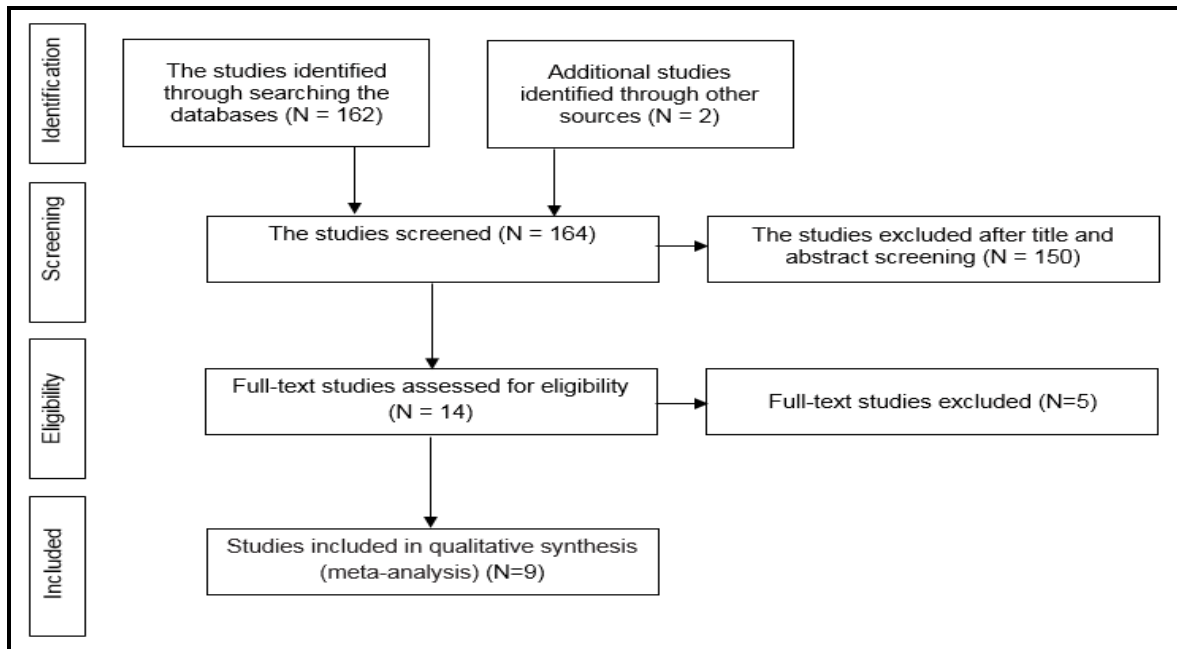 Identification
The studies identified
through searching the
databases (N = 162)
Additional studies
identified through other
sources (N = 2)
Screening
The studies screened (N = 164)
The studies excluded after title and
abstract screening (N = 150)
Eligibility
Full-text studies assessed for eligibility
(N = 14)
Full-text studies excluded (N=5)
Included
Studies included in qualitative synthesis
(meta-analysis) (N=9)